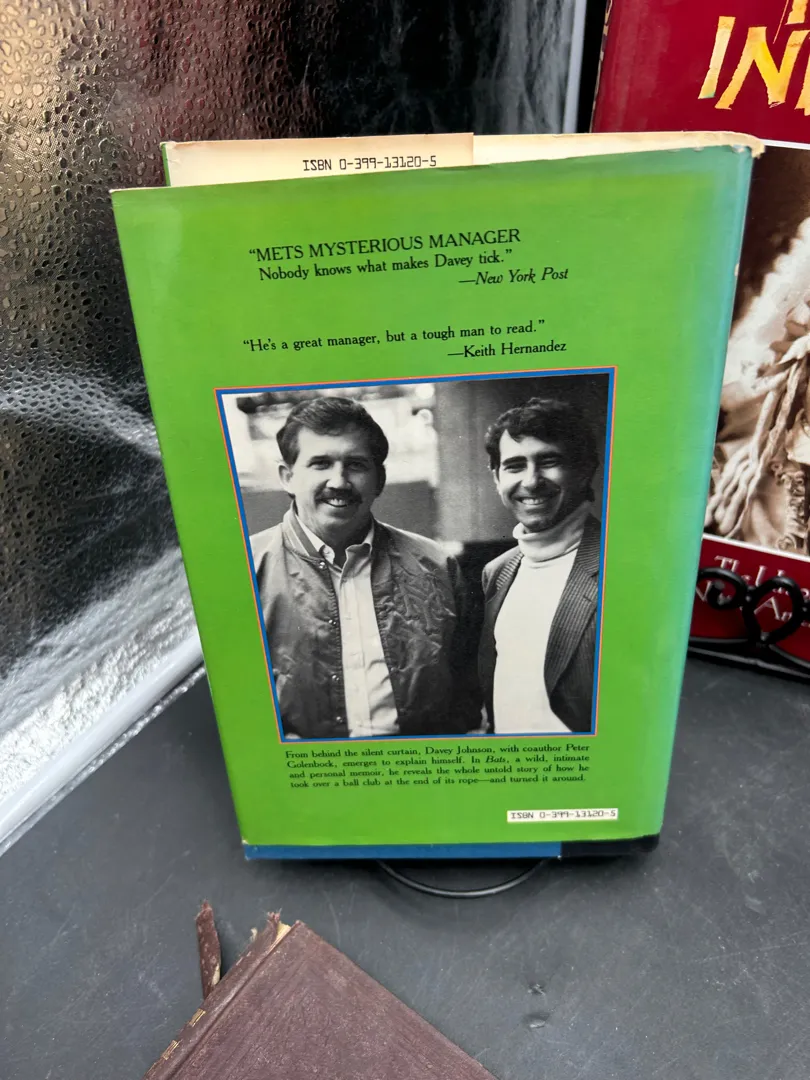 ISBN 0-399-13120-5
"METS MYSTERIOUS MANAGER
Nobody knows what makes Davey tick."
—New York Post
"He's a great manager, but a tough man to read."
—Keith Hernandez
From behind the silent curtain, Davey Johnson, with coauthor Peter
Golenbock, emerges to explain himself. In Bats, a wild, intimate
and personal memoir, he reveals the whole untold story of how he
took over a ball club at the end of its rope—and turned it around.
ISBN 0-399-13120-5